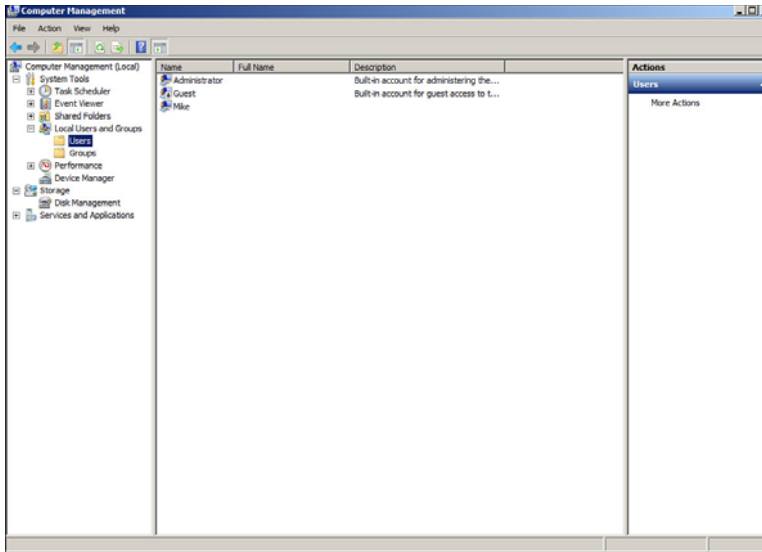 Computer Management
File Action View Help
Computer Management (Local)
System Tools
Task Scheduler
Event Viewer
Shared Folders
Local Users and Groups
Users
Groups
Performance
Device Manager
Storage
Disk Management
Services and Applications
Name Full Name Description
Administrator Built-in account for administering the...
Guest Built-in account for guest access to t...
Mike
Actions
Users
More Actions